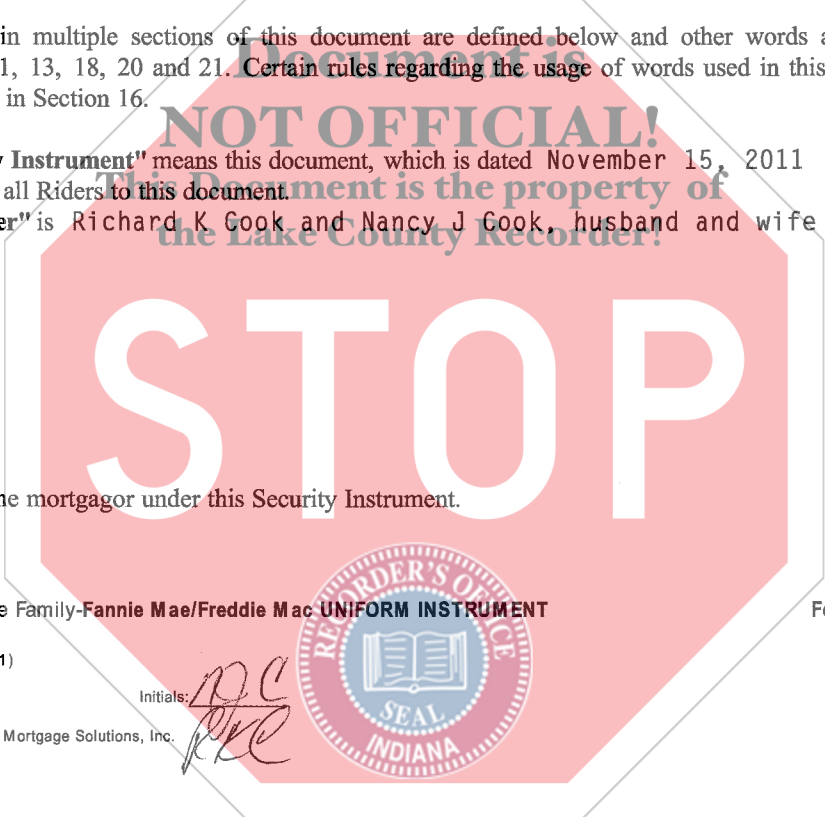 in multiple sections of this document are defined below and other words a
Document is
1, 13, 18, 20 and 21. Certain rules regarding the usage of words used in this
in Section 16.
NOT OFFICIAL!
Instrument" means this document, which is dated November 15, 2011
all Riders to this document.
This Document is the property of
er" is Richard K Cook and Nancy J Cook, husband and wife
the Lake County Recorder!
STOP
he mortgagor under this Security Instrument.
e Family-Fannie Mae/Freddie Mac UNIFORM INSTRUMENT
RECORDER'S OFFICE
SEAL
INDIANA
1)
Initials: NJC
RKC
Mortgage Solutions, Inc.